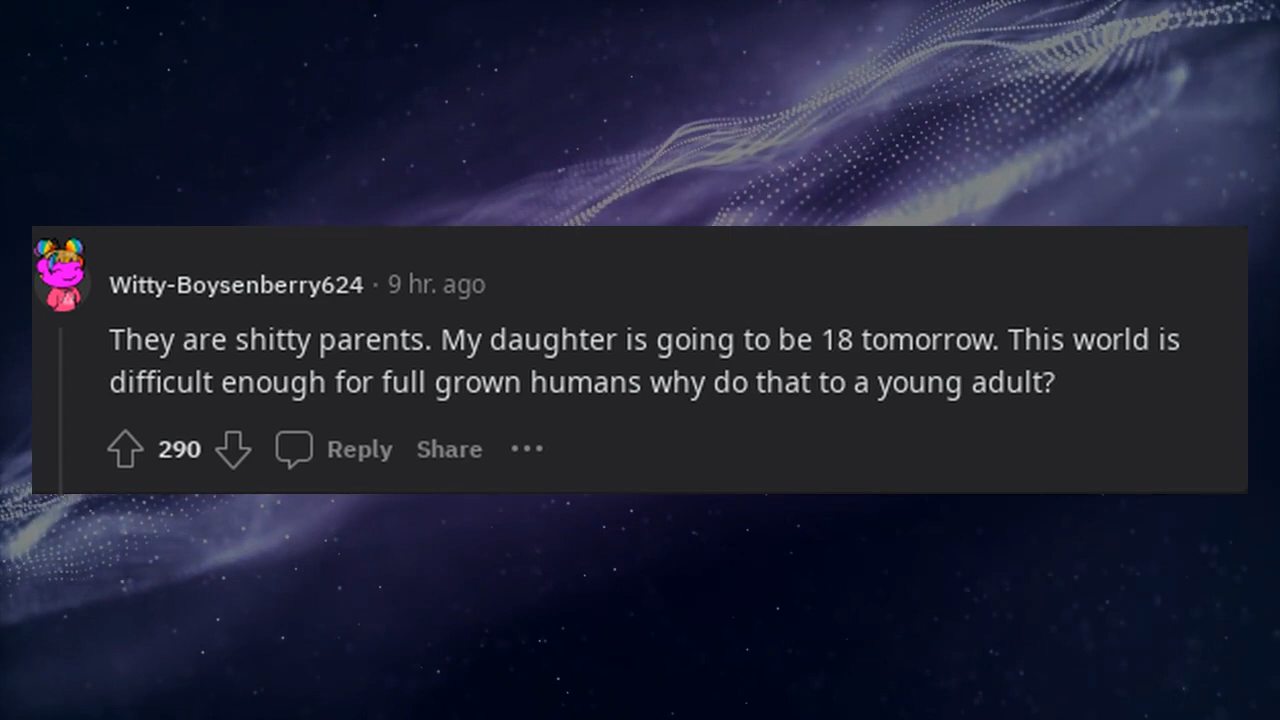 Witty-Boysenberry624 · 9 hr. ago
They are shitty parents. My daughter is going to be 18 tomorrow. This world is
difficult enough for full grown humans why do that to a young adult?
290 Reply Share ···